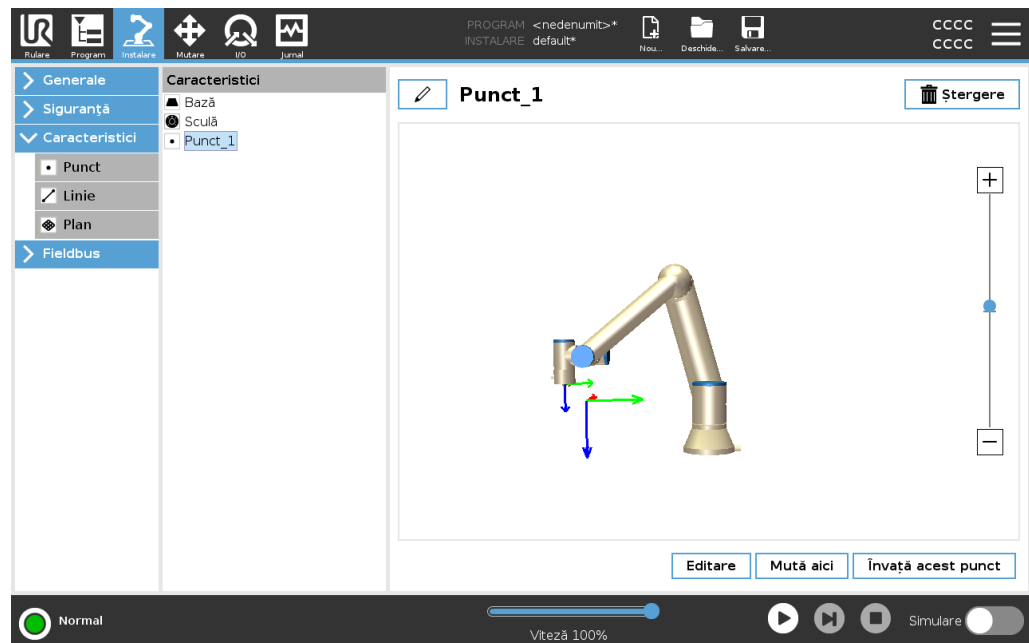 UR
Rulare
Program
Instalare
Mutare
I/O
Jurnal
PROGRAM <nedenumit>*
INSTALARE default*
Nou...
Deschide...
Salvare...
cccc
cccc
Generale
Siguranță
Caracteristici
Punct
Linie
Plan
Fieldbus
Caracteristici
Bază
Sculă
Punct_1
Punct_1
Ștergere
Editare
Mută aici
Învață acest punct
Normal
Viteză 100%
Simulare